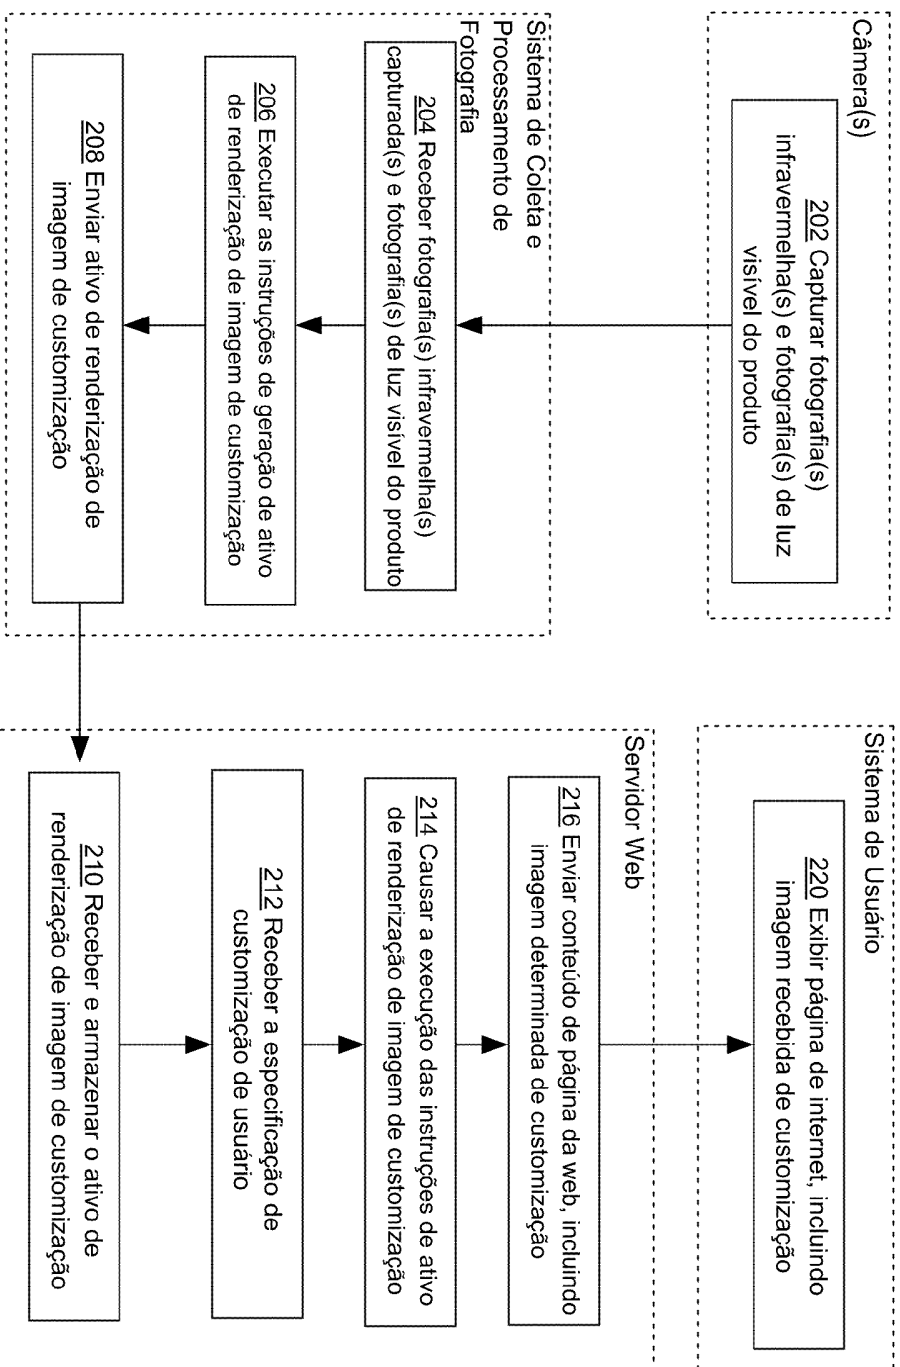 Câmera(s)
202 Capturar fotografia(s)
infravermelha(s) e fotografia(s) de luz
visível do produto
Sistema de Coleta e
Processamento de
Fotografia
204 Receber fotografia(s) infravermelha(s)
capturada(s) e fotografia(s) de luz visível do produto
206 Executar as instruções de geração de ativo
de renderização de imagem de customização
208 Enviar ativo de renderização de
imagem de customização
Sistema de Usuário
220 Exibir página de internet, incluindo
imagem recebida de customização
Servidor Web
216 Enviar conteúdo de página da web, incluindo
imagem determinada de customização
214 Causar a execução das instruções de ativo
de renderização de imagem de customização
212 Receber a especificação de
customização de usuário
210 Receber e armazenar o ativo de
renderização de imagem de customização